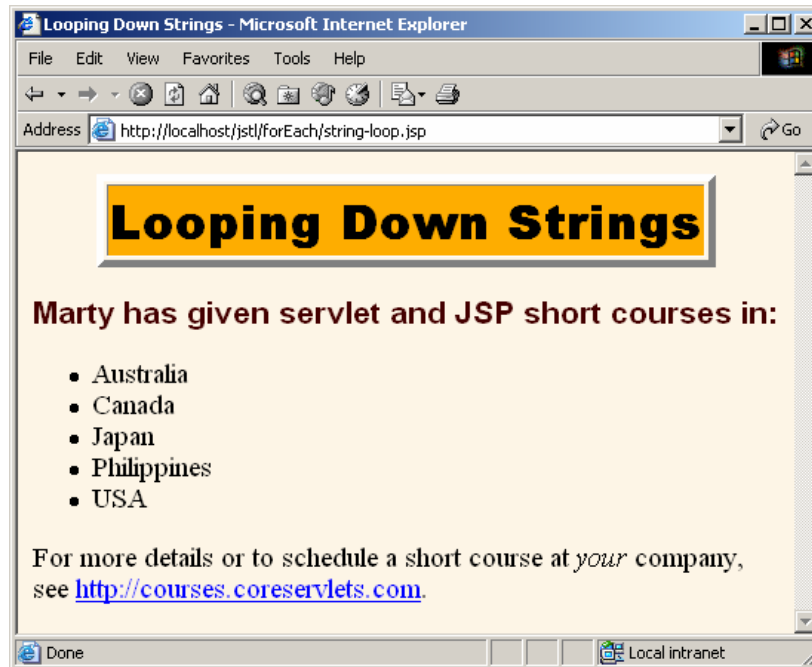 Looping Down Strings - Microsoft Internet Explorer
File Edit View Favorites Tools Help
Address http://localhost/jstl/forEach/string-loop.jsp Go
Looping Down Strings
Marty has given servlet and JSP short courses in:
Australia
Canada
Japan
Philippines
USA
For more details or to schedule a short course at your company,
see http://courses.coreservlets.com.
Done Local intranet